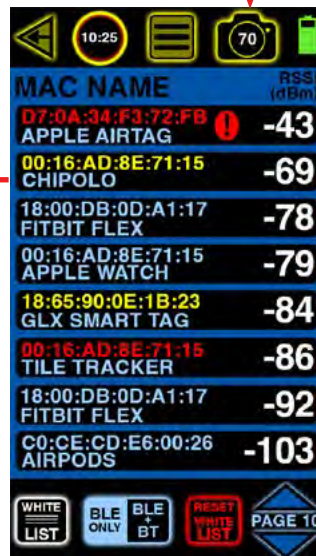 10:25
70
MAC NAME
RSSI
(dBm)
D7:0A:34:F3:72:FB
APPLE AIRTAG
!
-43
00:16:AD:8E:71:15
CHIPOLO
-69
18:00:DB:0D:A1:17
FITBIT FLEX
-78
00:16:AD:8E:71:15
APPLE WATCH
-79
18:65:90:0E:1B:23
GLX SMART TAG
-84
00:16:AD:8E:71:15
TILE TRACKER
-86
18:00:DB:0D:A1:17
FITBIT FLEX
-92
C0:CE:CD:E6:00:26
AIRPODS
-103
WHITE
LIST
BLE
ONLY
BLE
+
BT
RESET
WHITE
LIST
PAGE 10